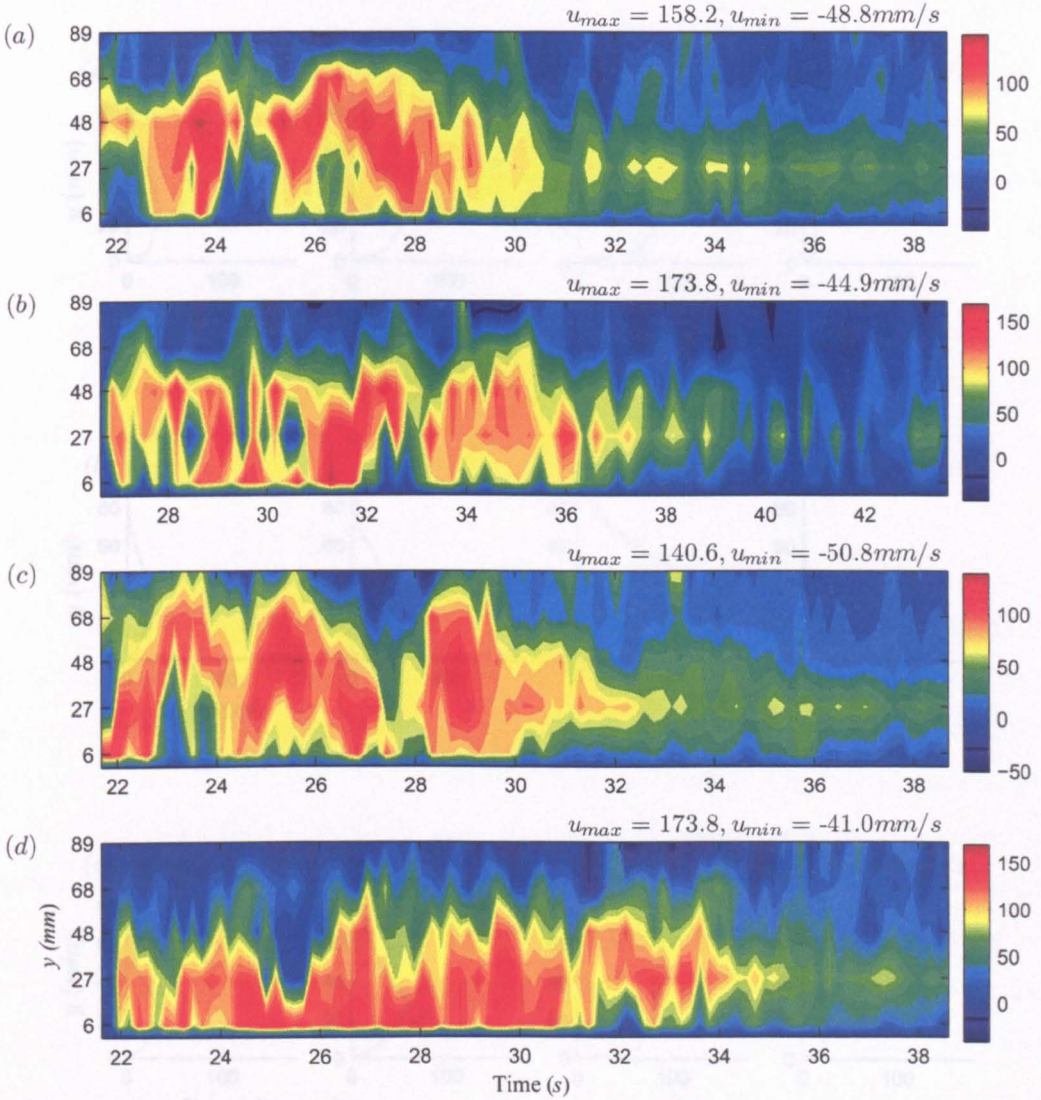 u_max = 158.2, u_min = -48.8mm/s
(a)
89
68
48
27
6
22 24 26 28 30 32 34 36 38
100
50
0
u_max = 173.8, u_min = -44.9mm/s
(b)
89
68
48
27
6
28 30 32 34 36 38 40 42
150
100
50
0
u_max = 140.6, u_min = -50.8mm/s
(c)
89
68
48
27
6
22 24 26 28 30 32 34 36 38
100
50
0
−50
u_max = 173.8, u_min = -41.0mm/s
(d)
89
68
48
27
6
y (mm)
22 24 26 28 30 32 34 36 38
Time (s)
150
100
50
0